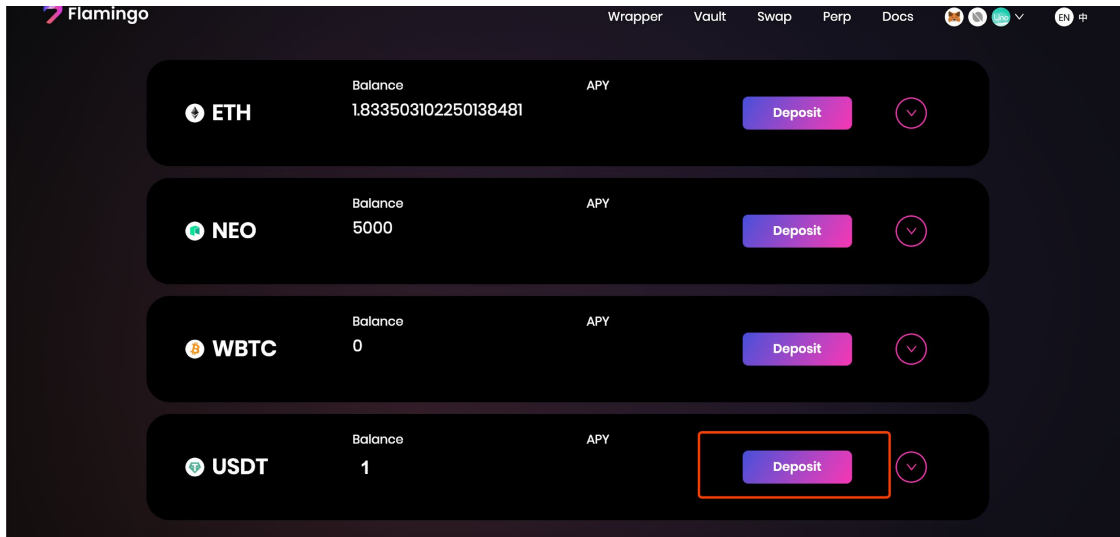 Flamingo
Wrapper Vault Swap Perp Docs Line EN 中
Balance APY
ETH 1.833503102250138481 Deposit
Balance APY
NEO 5000 Deposit
Balance APY
WBTC 0 Deposit
Balance APY
USDT 1 Deposit